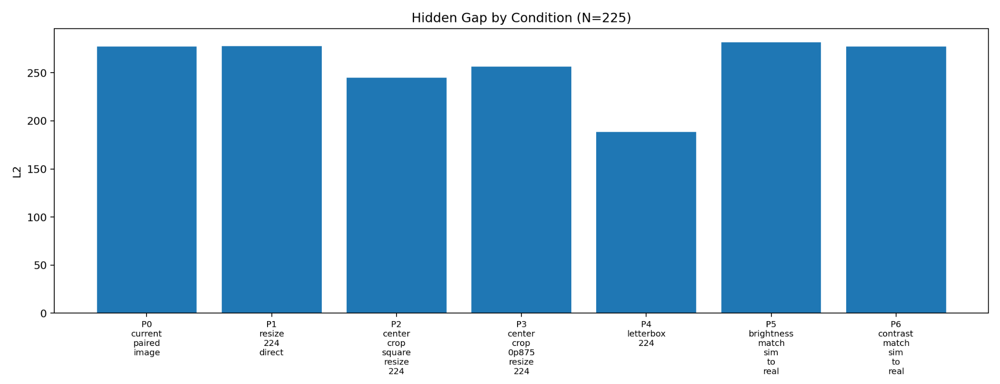 Hidden Gap by Condition (N=225)
L2
250
200
150
100
50
0
P0
current
paired
image
P1
resize
224
direct
P2
center
crop
square
resize
224
P3
center
crop
0p875
resize
224
P4
letterbox
224
P5
brightness
match
sim
to
real
P6
contrast
match
sim
to
real